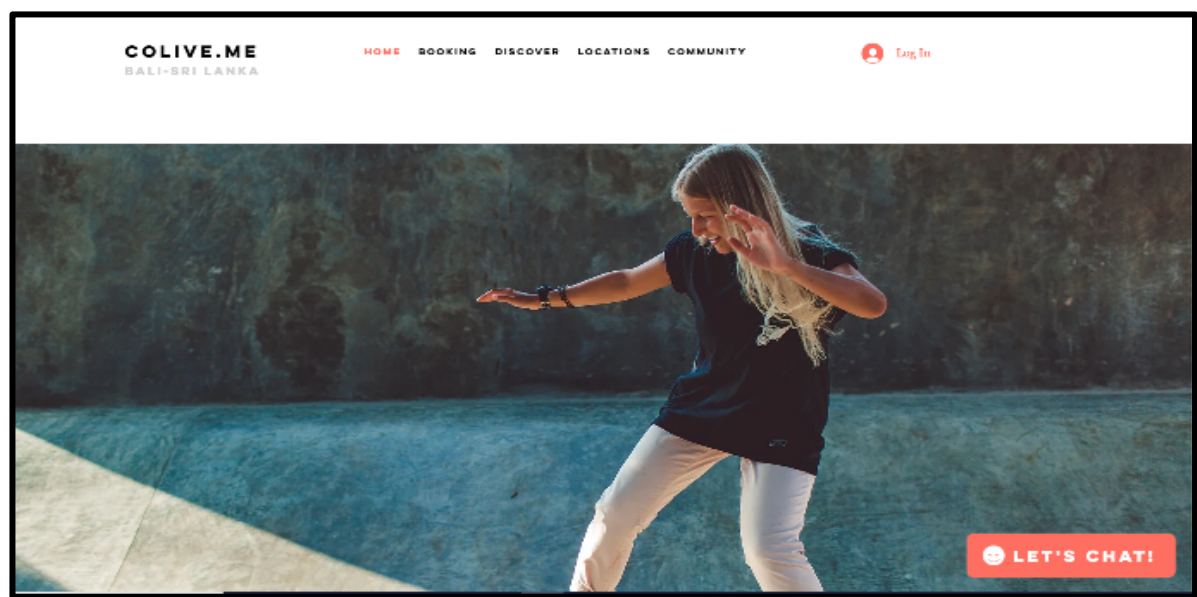 COLIVE.ME
BALI-SRI LANKA
HOME BOOKING DISCOVER LOCATIONS COMMUNITY
Log In
LET'S CHAT!